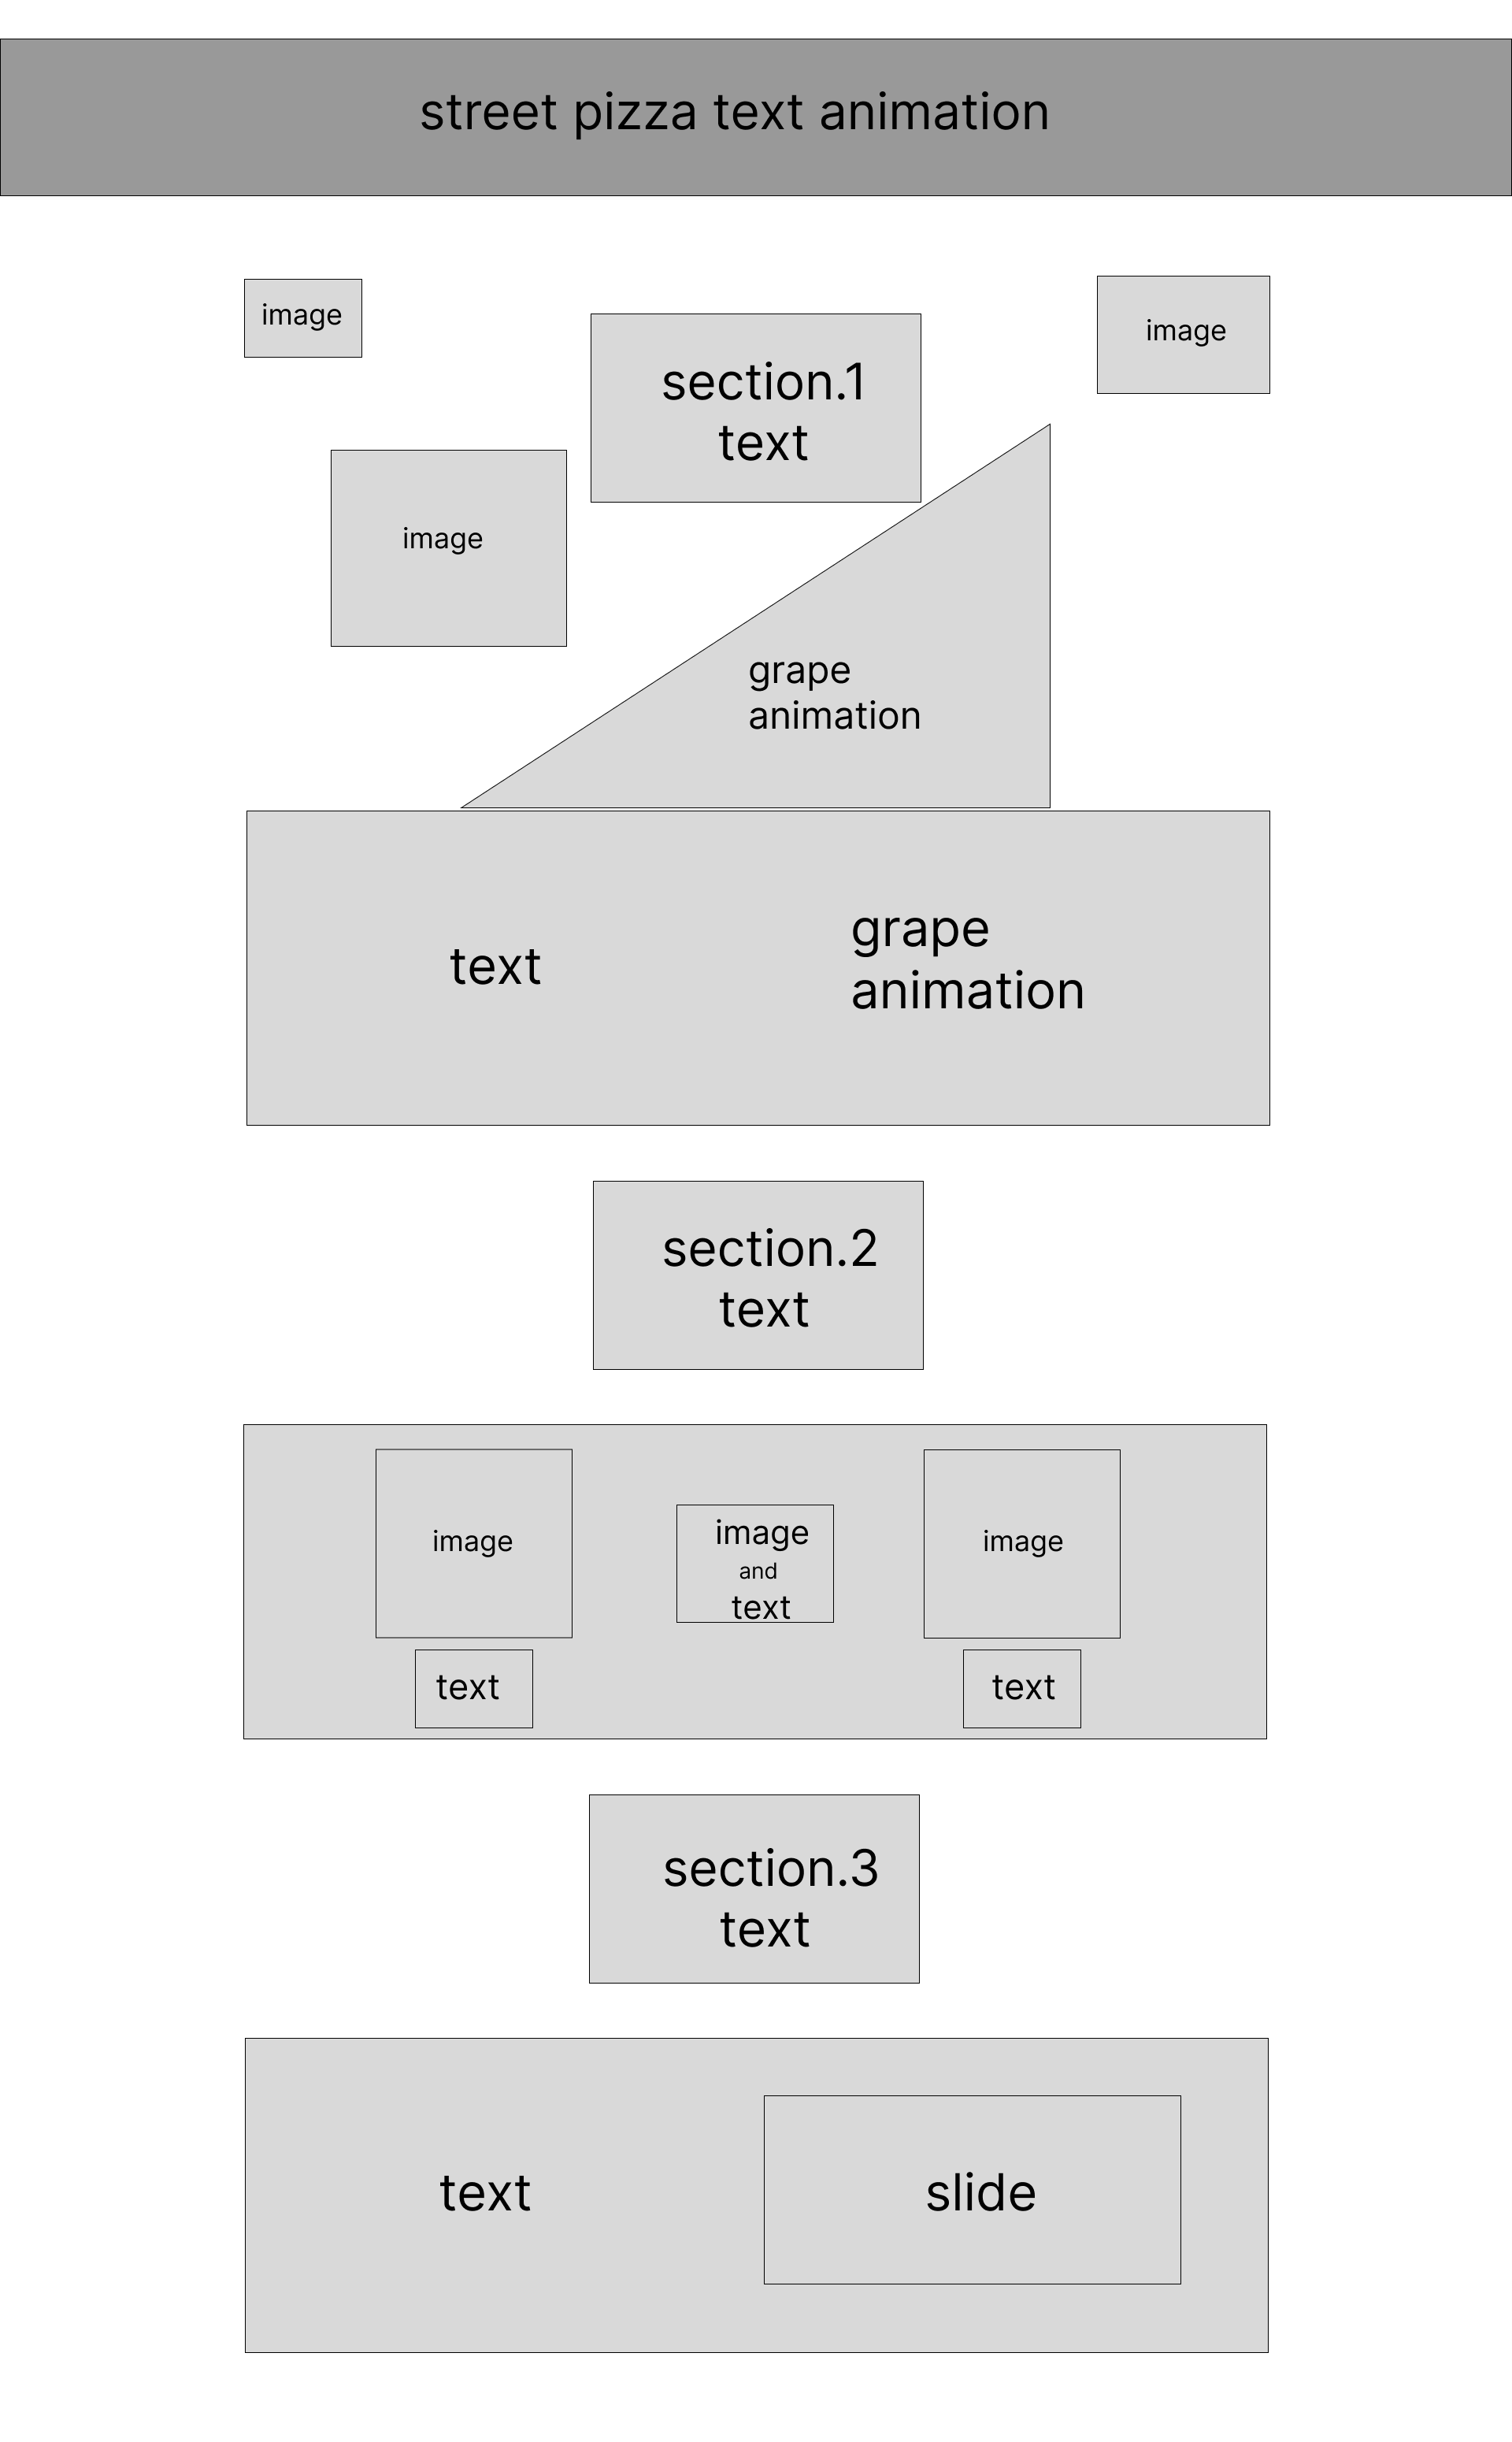 street pizza text animation
image
image
section.1
text
image
grape
animation
text
grape
animation
section.2
text
image
image
and
text
image
text
text
section.3
text
text
slide